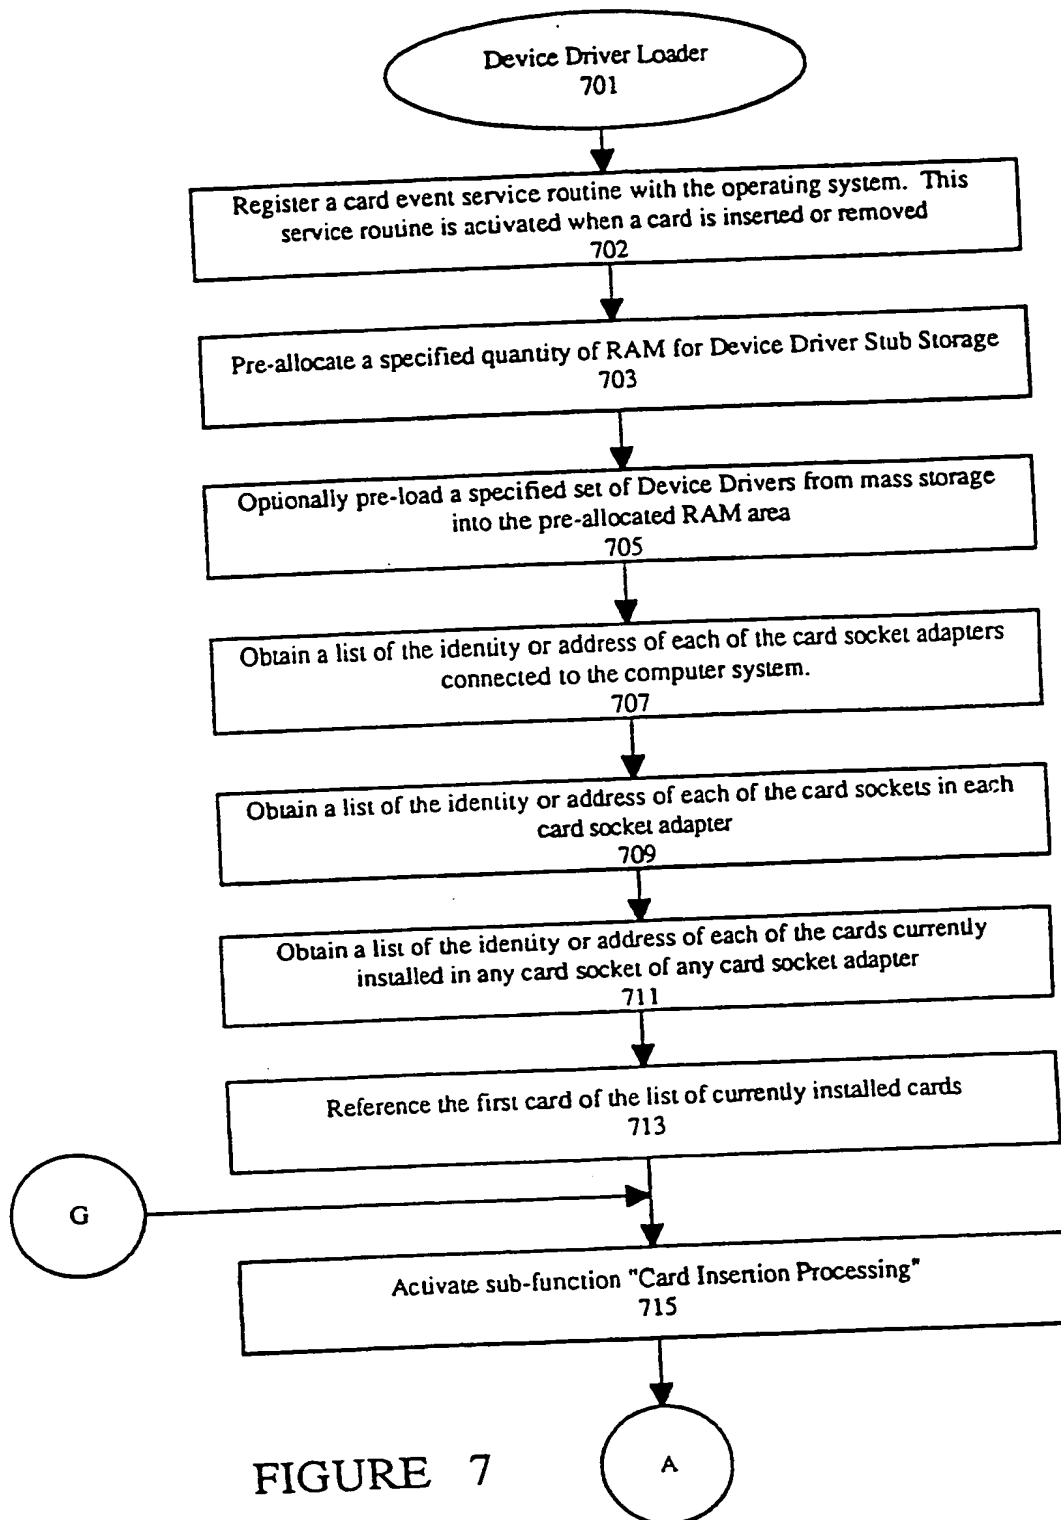 Device Driver Loader
701
Register a card event service routine with the operating system. This
service routine is activated when a card is inserted or removed
702
Pre-allocate a specified quantity of RAM for Device Driver Stub Storage
703
Optionally pre-load a specified set of Device Drivers from mass storage
into the pre-allocated RAM area
705
Obtain a list of the identity or address of each of the card socket adapters
connected to the computer system.
707
Obtain a list of the identity or address of each of the card sockets in each
card socket adapter
709
Obtain a list of the identity or address of each of the cards currently
installed in any card socket of any card socket adapter
711
Reference the first card of the list of currently installed cards
713
G
Activate sub-function "Card Insertion Processing"
715
A
FIGURE 7